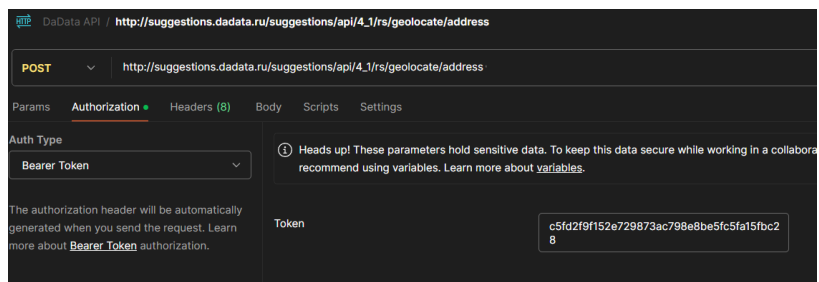 HTTP DaData API / http://suggestions.dadata.ru/suggestions/api/4_1/rs/geolocate/address
POST http://suggestions.dadata.ru/suggestions/api/4_1/rs/geolocate/address
Params Authorization Headers (8) Body Scripts Settings
Auth Type
Bearer Token
The authorization header will be automatically
generated when you send the request. Learn
more about Bearer Token authorization.
Heads up! These parameters hold sensitive data. To keep this data secure while working in a collabora
recommend using variables. Learn more about variables.
Token
c5fd2f9f152e729873ac798e8be5fc5fa15fbc2
8